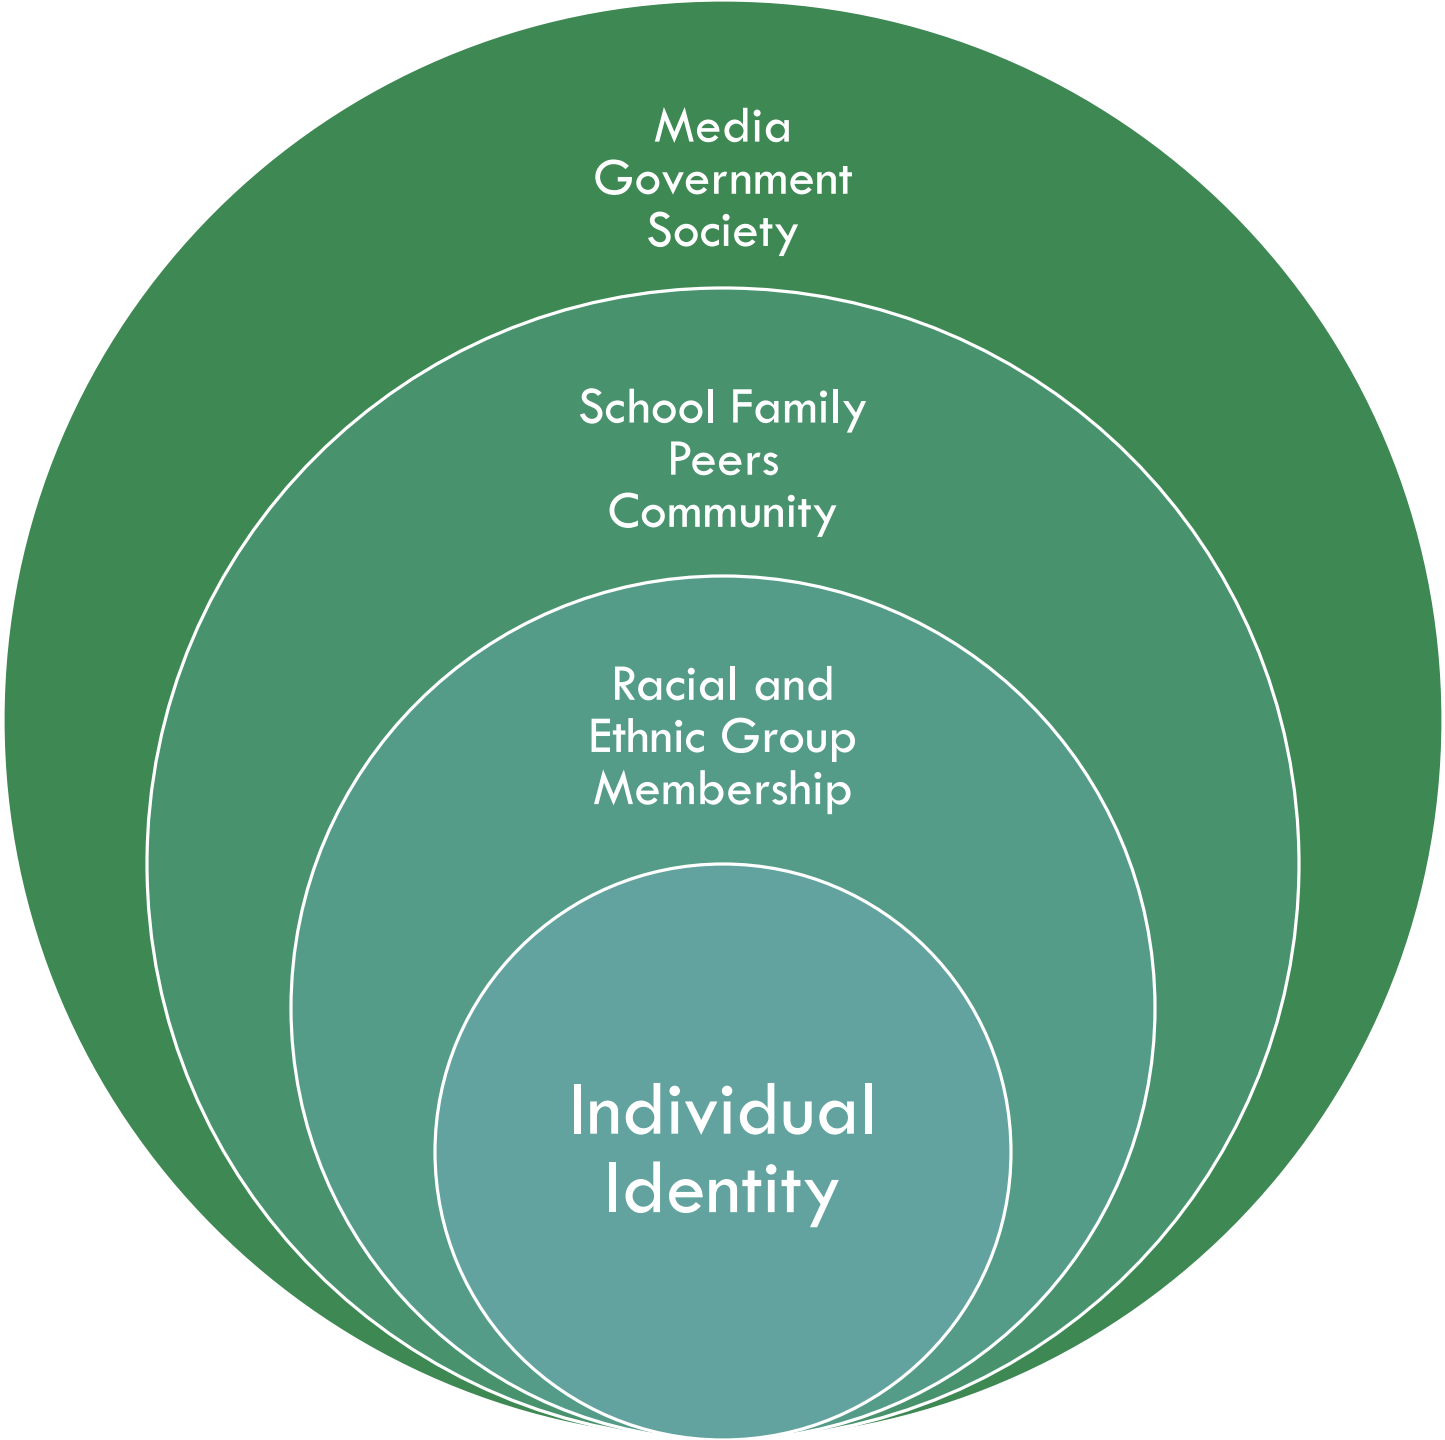 Media
Government
Society
School Family
Peers
Community
Racial and
Ethnic Group
Membership
Individual
Identity